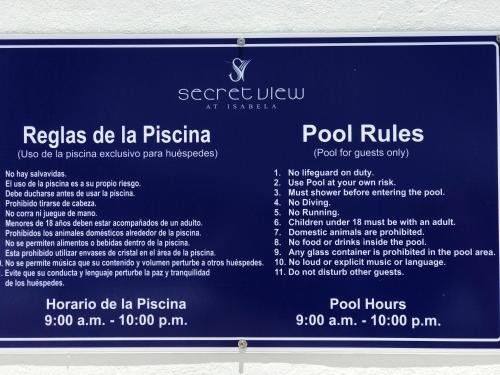 secret view
AT ISABELA
Reglas de la Piscina
(Uso de la piscina exclusivo para huéspedes)
No hay salvavidas.
El uso de la piscina es a su propio riesgo.
Debe ducharse antes de usar la piscina.
Prohibido tirarse de cabeza.
No corra ni juegue de mano.
Menores de 18 años deben estar acompañados de un adulto.
Prohibidos los animales domésticos alrededor de la piscina.
No se permiten alimentos o bebidas dentro de la piscina.
Esta prohibido utilizar envases de cristal en el área de la piscina.
No se permite música que su contenido y volumen perturbe a otros huéspedes.
Evite que su conducta y lenguaje perturbe la paz y tranquilidad
de los huéspedes.
Horario de la Piscina
9:00 a.m. - 10:00 p.m.
Pool Rules
(Pool for guests only)
1. No lifeguard on duty.
2. Use Pool at your own risk.
3. Must shower before entering the pool.
4. No Diving.
5. No Running.
6. Children under 18 must be with an adult.
7. Domestic animals are prohibited.
8. No food or drinks inside the pool.
9. Any glass container is prohibited in the pool area.
10. No loud or explicit music or language.
11. Do not disturb other guests.
Pool Hours
9:00 a.m. - 10:00 p.m.